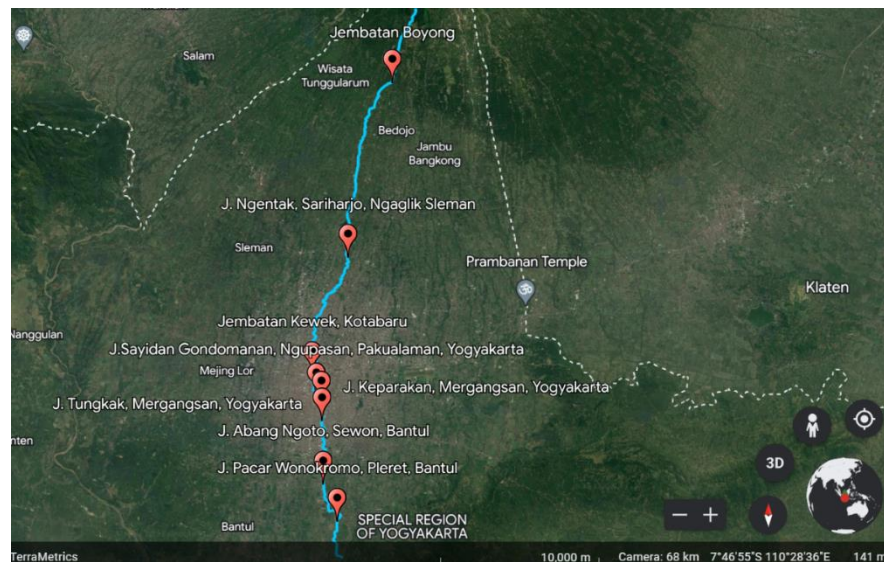 Jembatan Boyong
Salam
Wisata
Tunggularum
Bedojo
Jambu
Bangkong
J. Ngentak, Sariharjo, Ngaglik Sleman
Sleman
Prambanan Temple
Klaten
Jembatan Kewek, Kotabaru
Nanggulan
J.Sayidan Gondomanan, Ngupasan, Pakualaman, Yogyakarta
Mejing Lor
J. Keparakan, Mergangsan, Yogyakarta
J. Tungkak, Mergangsan, Yogyakarta
J. Abang Ngoto, Sewon, Bantul
nten
J. Pacar Wonokromo, Pleret, Bantul
3D
Bantul
SPECIAL REGION
OF YOGYAKARTA
TerraMetrics
10,000 m
Camera: 68 km 7°46'55"S 110°28'36"E 141 m